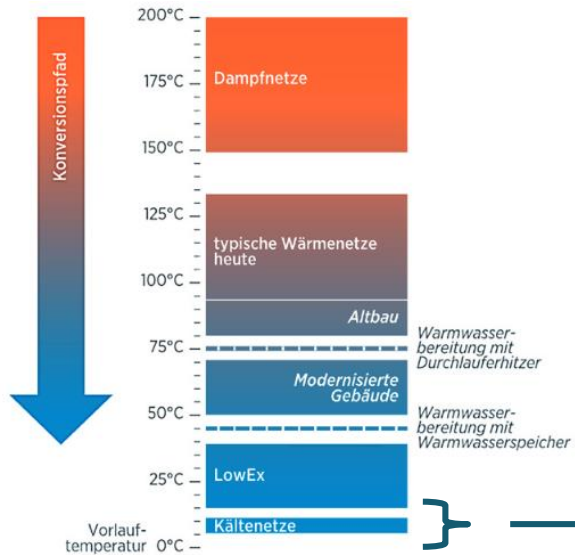 Konversionspfad
200°C
175°C
Dampfnetze
150°C
125°C
typische Wärmenetze
heute
100°C
Altbau
75°C
Warmwasser-
bereitung mit
Durchlauferhitzer
Modernisierte
Gebäude
50°C
Warmwasser-
bereitung mit
Warmwasserspeicher
25°C
LowEx
Kältenetze
Vorlauf-
temperatur 0°C